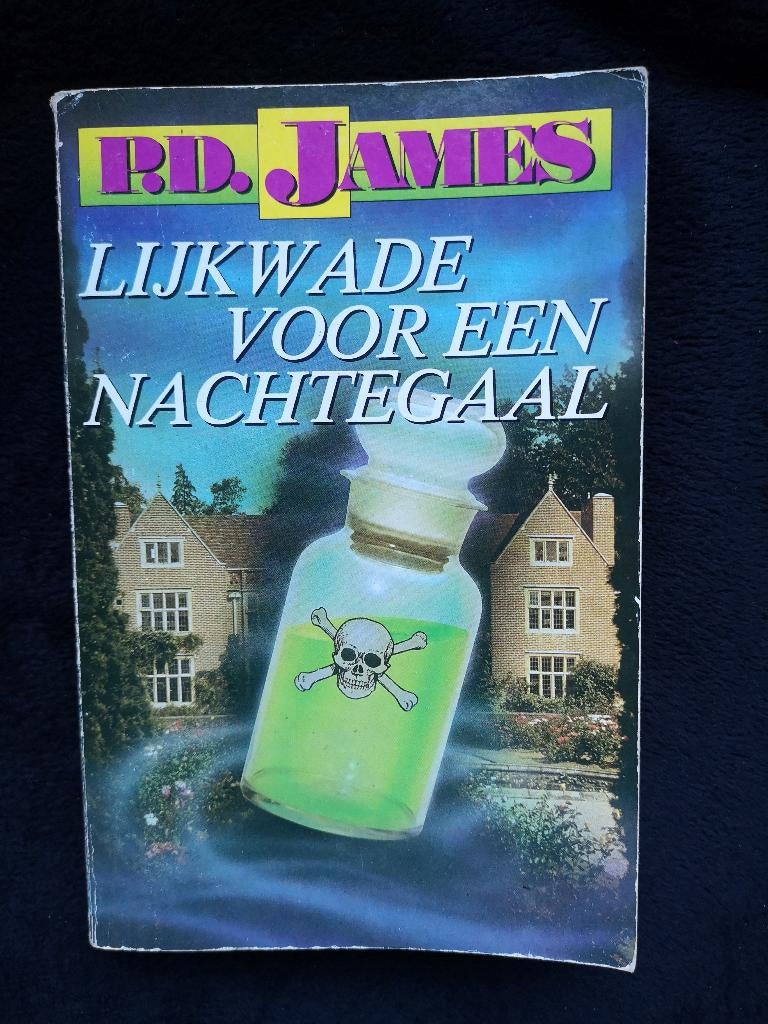 P.D. JAMES
LIJKWADE
VOOR EEN
NACHTEGAAL